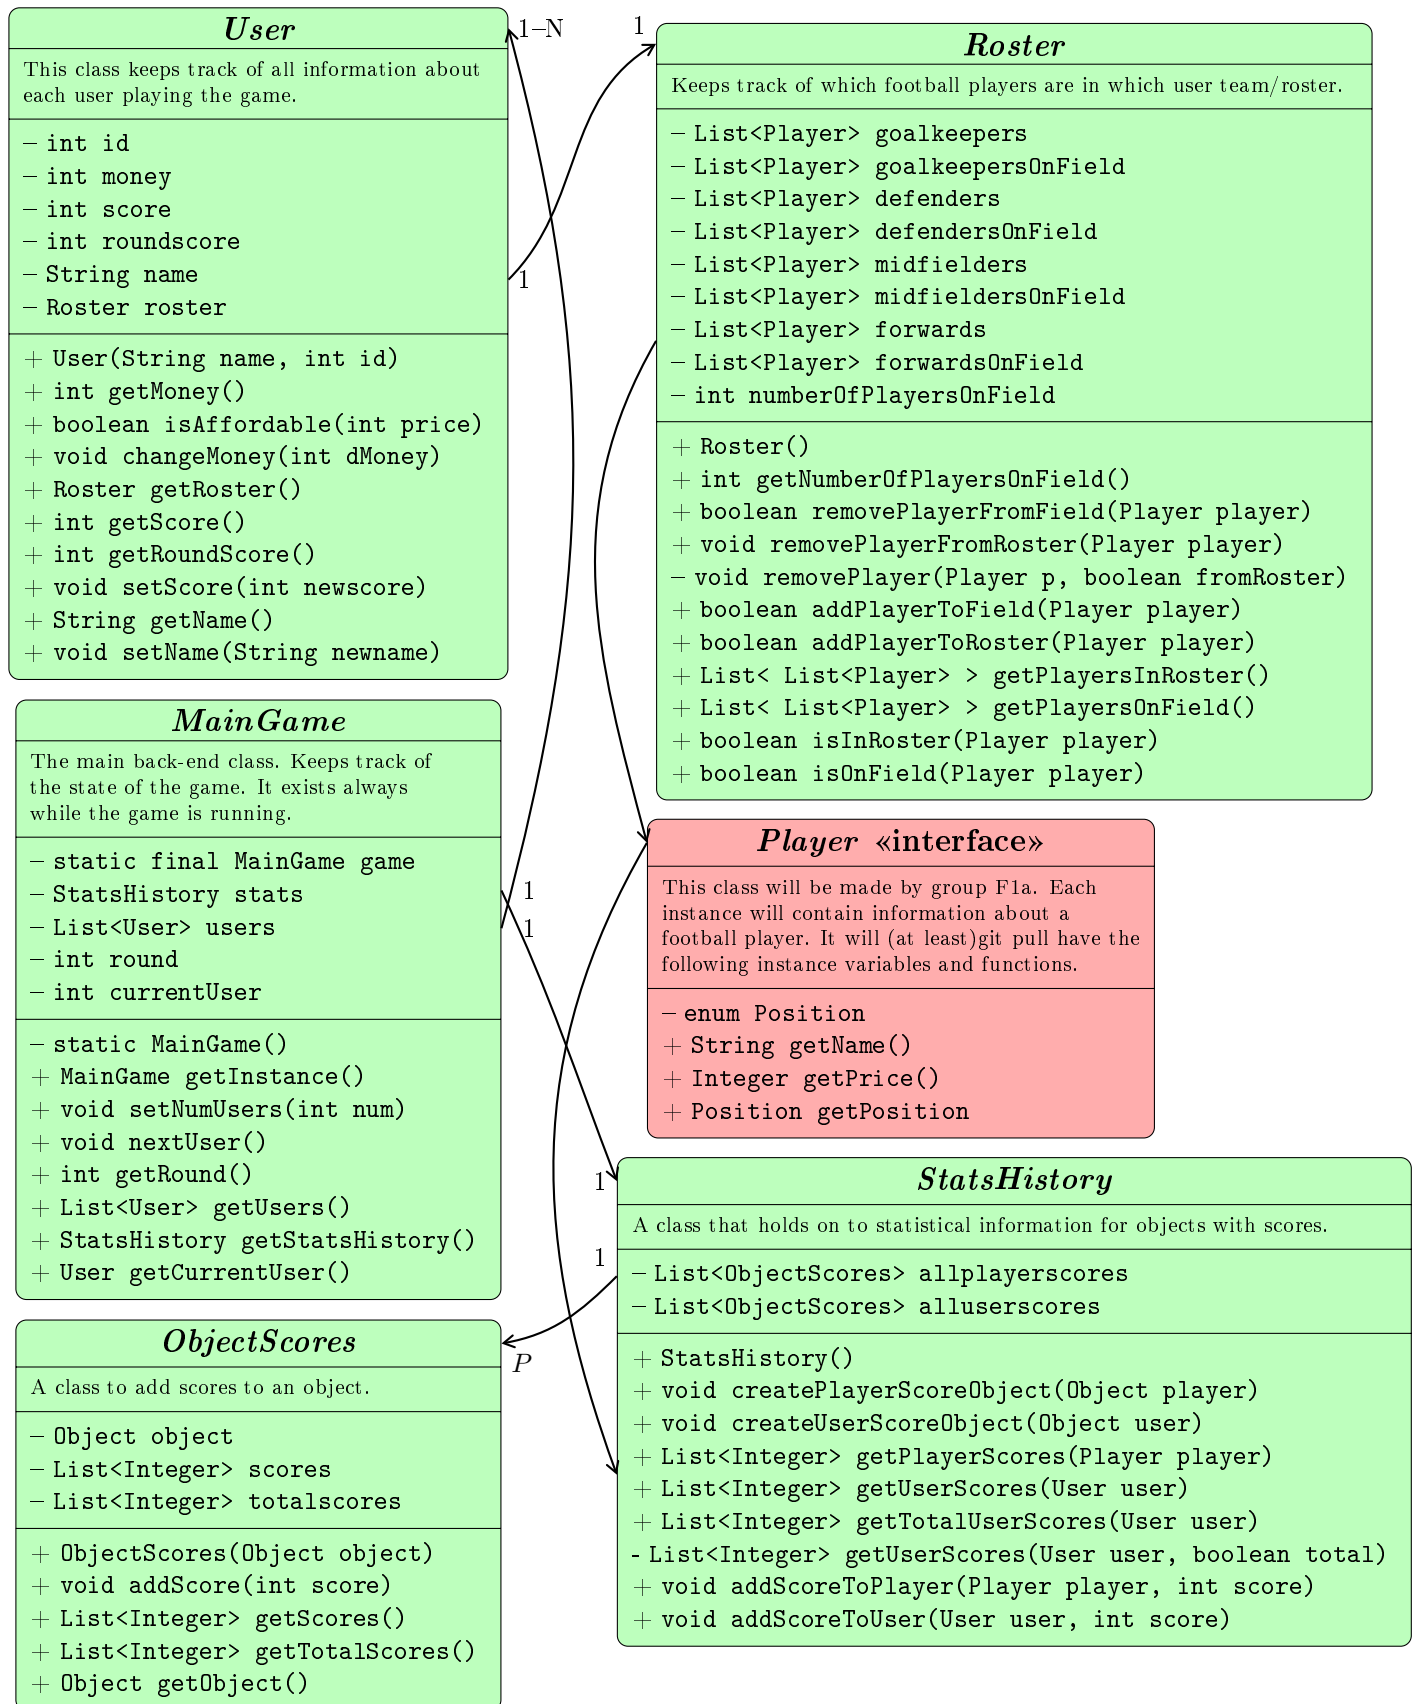 User
This class keeps track of all information about
each user playing the game.
– int id
– int money
– int score
– int roundscore
– String name
– Roster roster
+ User(String name, int id)
+ int getMoney()
+ boolean isAffordable(int price)
+ void changeMoney(int dMoney)
+ Roster getRoster()
+ int getScore()
+ int getRoundScore()
+ void setScore(int newscore)
+ String getName()
+ void setName(String newname)
1–N
1
1
Roster
Keeps track of which football players are in which user team/roster.
– List<Player> goalkeepers
– List<Player> goalkeepersOnField
– List<Player> defenders
– List<Player> defendersOnField
– List<Player> midfielders
– List<Player> midfieldersOnField
– List<Player> forwards
– List<Player> forwardsOnField
– int numberOfPlayersOnField
+ Roster()
+ int getNumberOfPlayersOnField()
+ boolean removePlayerFromField(Player player)
+ void removePlayerFromRoster(Player player)
– void removePlayer(Player p, boolean fromRoster)
+ boolean addPlayerToField(Player player)
+ boolean addPlayerToRoster(Player player)
+ List< List<Player> > getPlayersInRoster()
+ List< List<Player> > getPlayersOnField()
+ boolean isInRoster(Player player)
+ boolean isOnField(Player player)
MainGame
The main back-end class. Keeps track of
the state of the game. It exists always
while the game is running.
– static final MainGame game
– StatsHistory stats
– List<User> users
– int round
– int currentUser
– static MainGame()
+ MainGame getInstance()
+ void setNumUsers(int num)
+ void nextUser()
+ int getRound()
+ List<User> getUsers()
+ StatsHistory getStatsHistory()
+ User getCurrentUser()
1
1
Player «interface»
This class will be made by group F1a. Each
instance will contain information about a
football player. It will (at least)git pull have the
following instance variables and functions.
– enum Position
+ String getName()
+ Integer getPrice()
+ Position getPosition
1
1
P
StatsHistory
A class that holds on to statistical information for objects with scores.
– List<ObjectScores> allplayerscores
– List<ObjectScores> alluserscores
+ StatsHistory()
+ void createPlayerScoreObject(Object player)
+ void createUserScoreObject(Object user)
+ List<Integer> getPlayerScores(Player player)
+ List<Integer> getUserScores(User user)
+ List<Integer> getTotalUserScores(User user)
- List<Integer> getUserScores(User user, boolean total)
+ void addScoreToPlayer(Player player, int score)
+ void addScoreToUser(User user, int score)
ObjectScores
A class to add scores to an object.
– Object object
– List<Integer> scores
– List<Integer> totalscores
+ ObjectScores(Object object)
+ void addScore(int score)
+ List<Integer> getScores()
+ List<Integer> getTotalScores()
+ Object getObject()